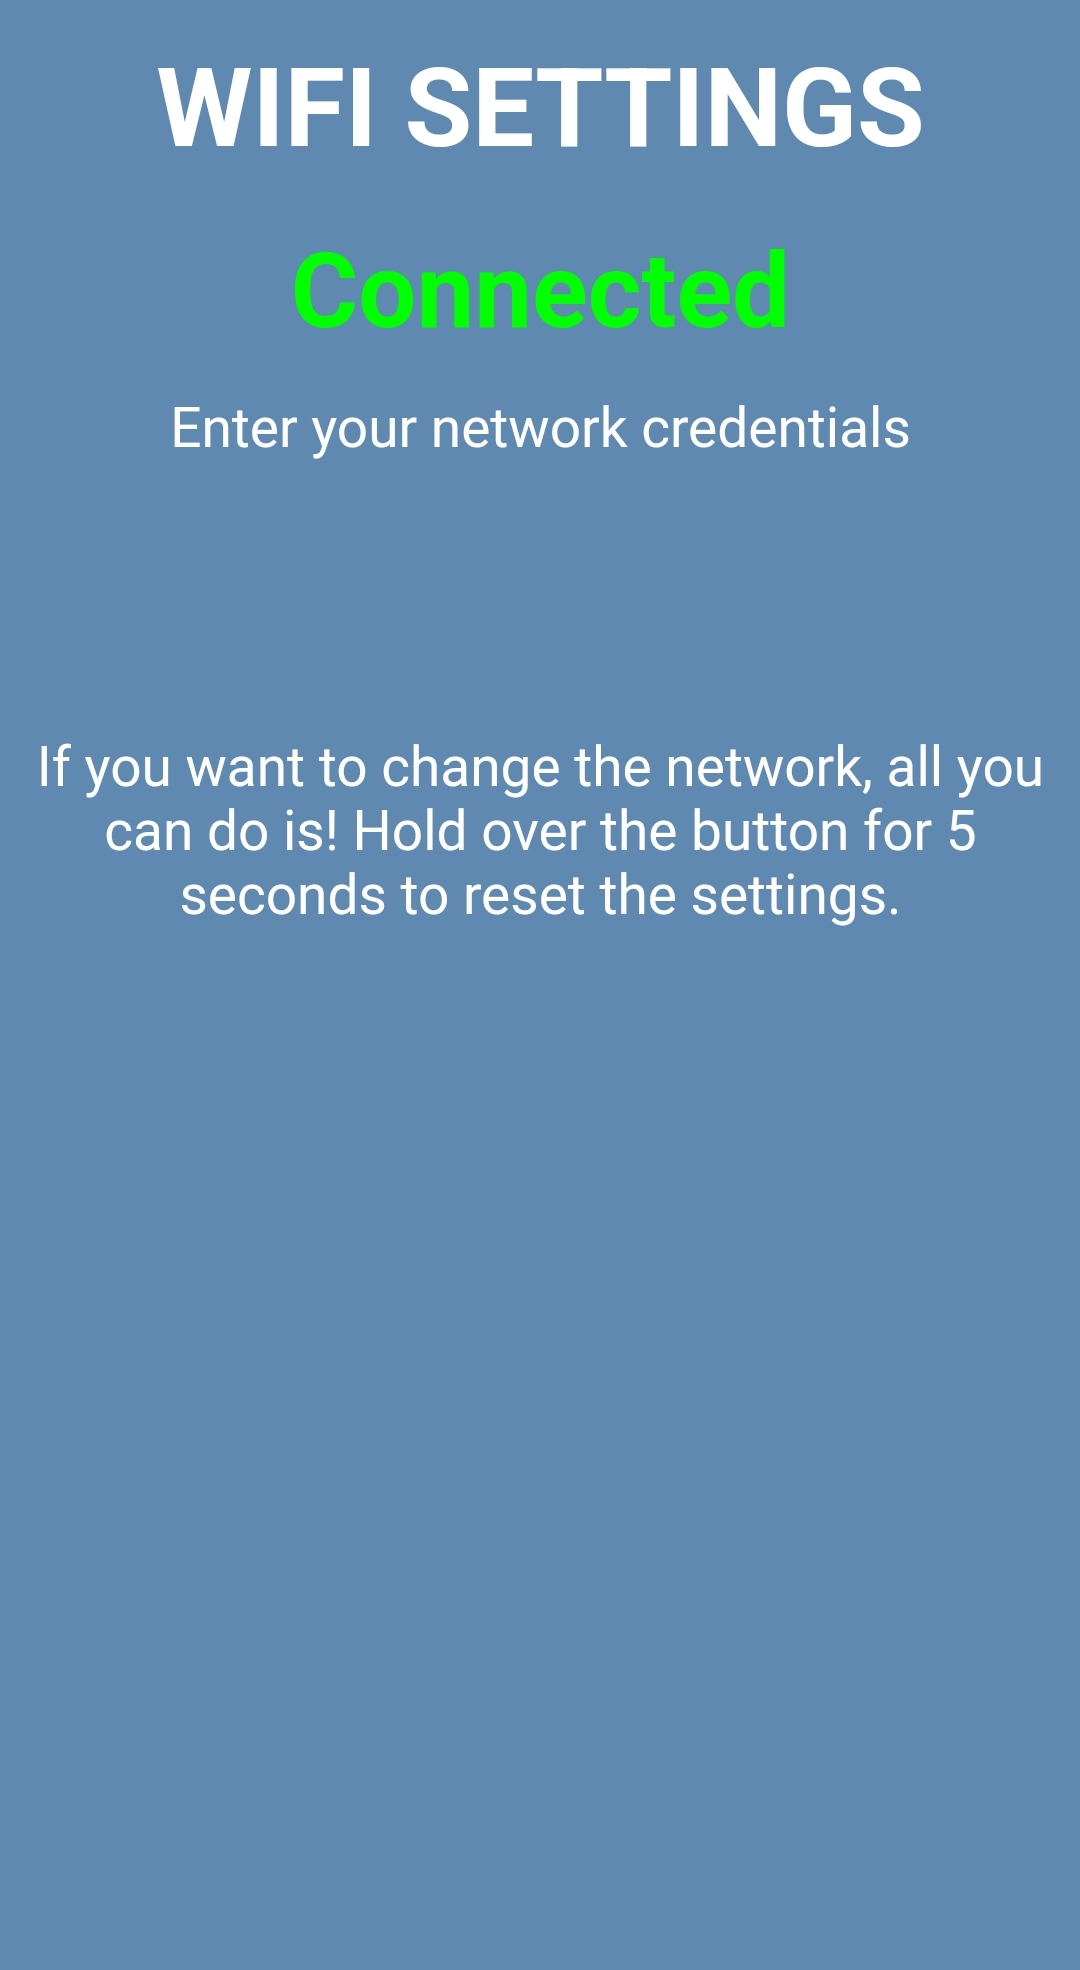 WIFI SETTINGS
Connected
Enter your network credentials
If you want to change the network, all you
can do is! Hold over the button for 5
seconds to reset the settings.